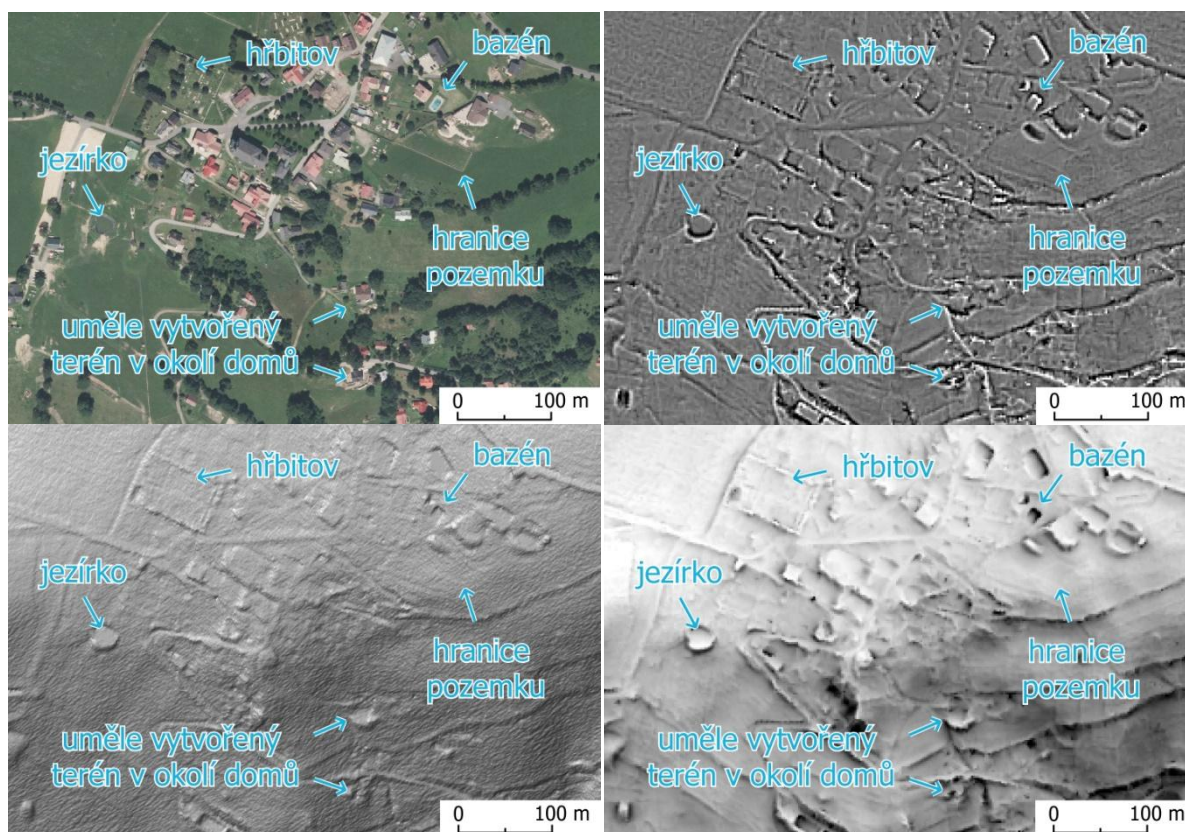 hřbitov
bazén
jezírko
hranice
pozemku
uměle vytvořený
terén v okolí domů
0 100 m
hřbitov
bazén
jezírko
hranice
pozemku
uměle vytvořený
terén v okolí domů
0 100 m
hřbitov
bazén
jezírko
hranice
pozemku
uměle vytvořený
terén v okolí domů
0 100 m
hřbitov
bazén
jezírko
hranice
pozemku
uměle vytvořený
terén v okolí domů
0 100 m